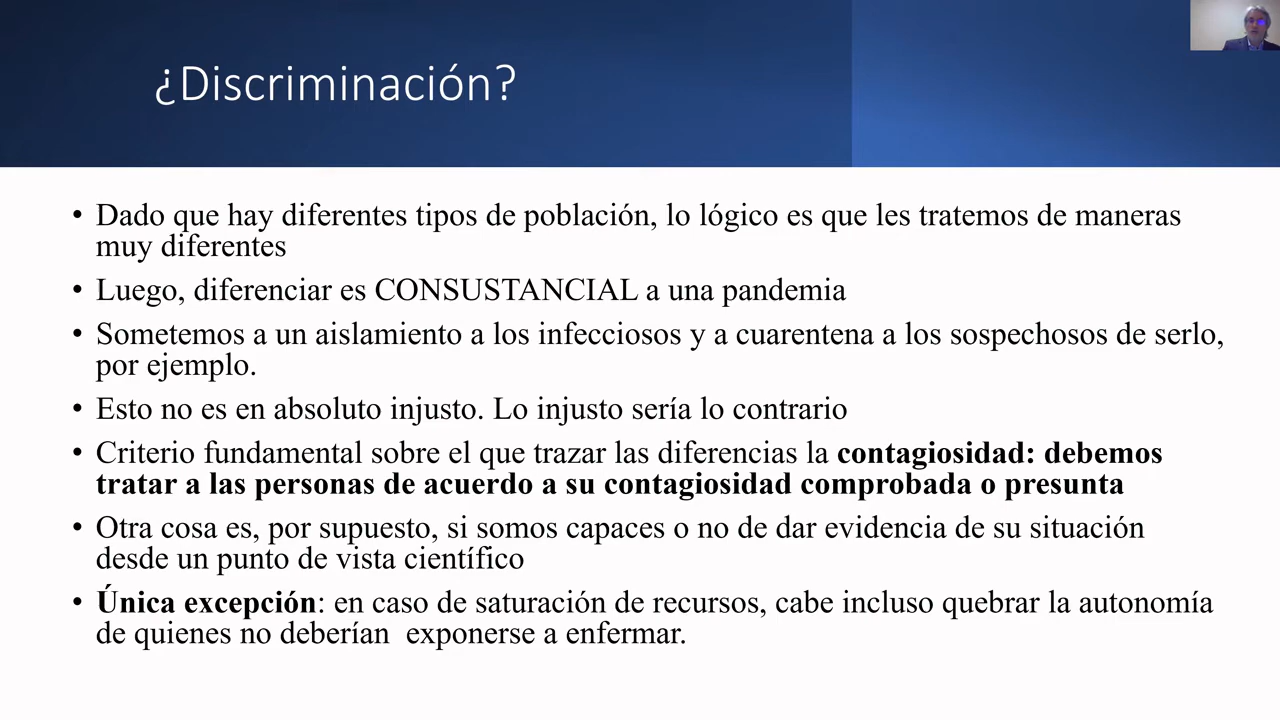 ¿Discriminación?
• Dado que hay diferentes tipos de población, lo lógico es que les tratemos de maneras
muy diferentes
• Luego, diferenciar es CONSUSTANCIAL a una pandemia
• Sometemos a un aislamiento a los infecciosos y a cuarentena a los sospechosos de serlo,
por ejemplo.
• Esto no es en absoluto injusto. Lo injusto sería lo contrario
• Criterio fundamental sobre el que trazar las diferencias la contagiosidad: debemos
tratar a las personas de acuerdo a su contagiosidad comprobada o presunta
• Otra cosa es, por supuesto, si somos capaces o no de dar evidencia de su situación
desde un punto de vista científico
• Única excepción: en caso de saturación de recursos, cabe incluso quebrar la autonomía
de quienes no deberían  exponerse a enfermar.